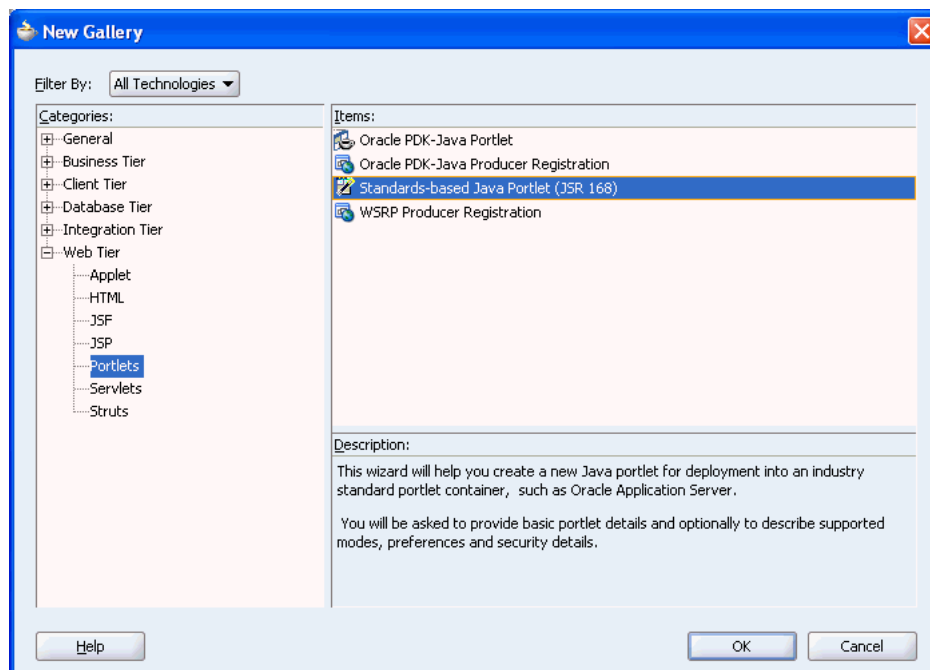 New Gallery
Filter By: All Technologies
Categories:
General
Business Tier
Client Tier
Database Tier
Integration Tier
Web Tier
Applet
HTML
JSF
JSP
Portlets
Servlets
Struts
Items:
Oracle PDK-Java Portlet
Oracle PDK-Java Producer Registration
Standards-based Java Portlet (JSR 168)
WSRP Producer Registration
Description:
This wizard will help you create a new Java portlet for deployment into an industry
standard portlet container, such as Oracle Application Server.
You will be asked to provide basic portlet details and optionally to describe supported
modes, preferences and security details.
Help
OK
Cancel